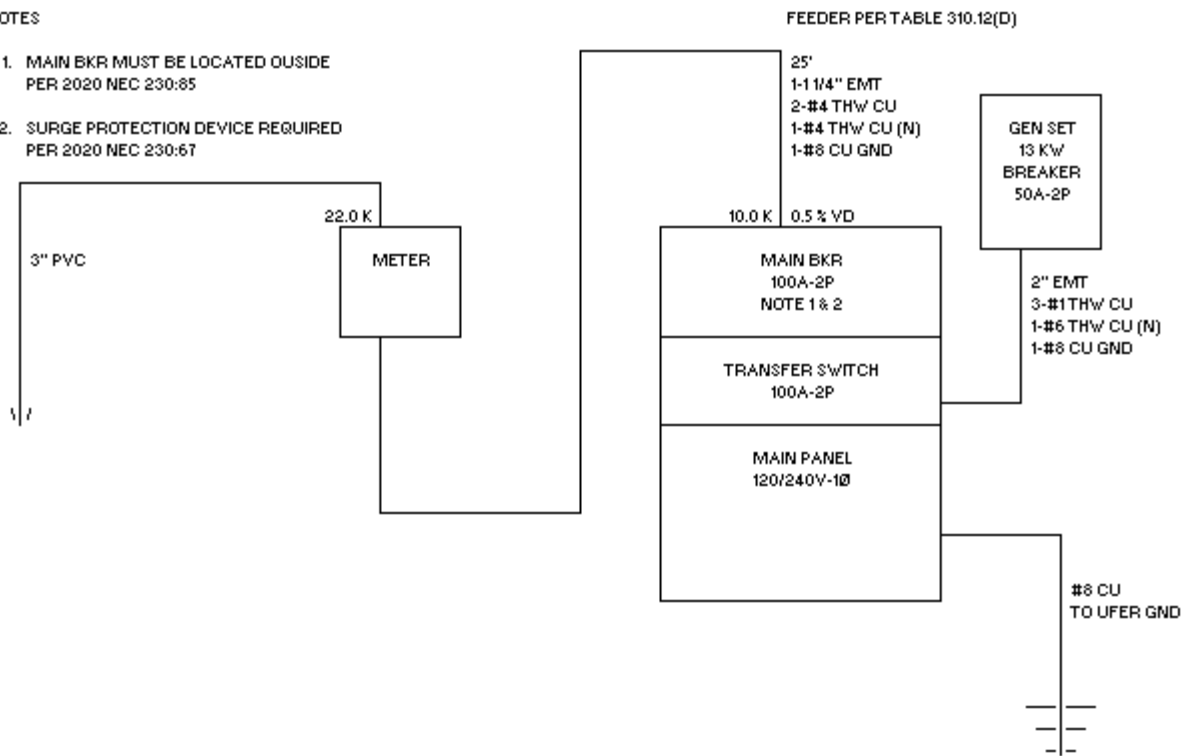 OTES
1. MAIN BKR MUST BE LOCATED OUSIDE
PER 2020 NEC 230:85
2. SURGE PROTECTION DEVICE REQUIRED
PER 2020 NEC 230:67
FEEDER PER TABLE 310.12(D)
25'
1-1 1/4" EMT
2-#4 THW CU
1-#4 THW CU (N)
1-#8 CU GND
GEN SET
13 KW
BREAKER
50A-2P
22.0 K
10.0 K
0.5 % VD
3" PVC
METER
MAIN BKR
100A-2P
NOTE 1 & 2
2" EMT
3-#1 THW CU
1-#6 THW CU (N)
1-#8 CU GND
TRANSFER SWITCH
100A-2P
MAIN PANEL
120/240V-1Ø
#8 CU
TO UFER GND